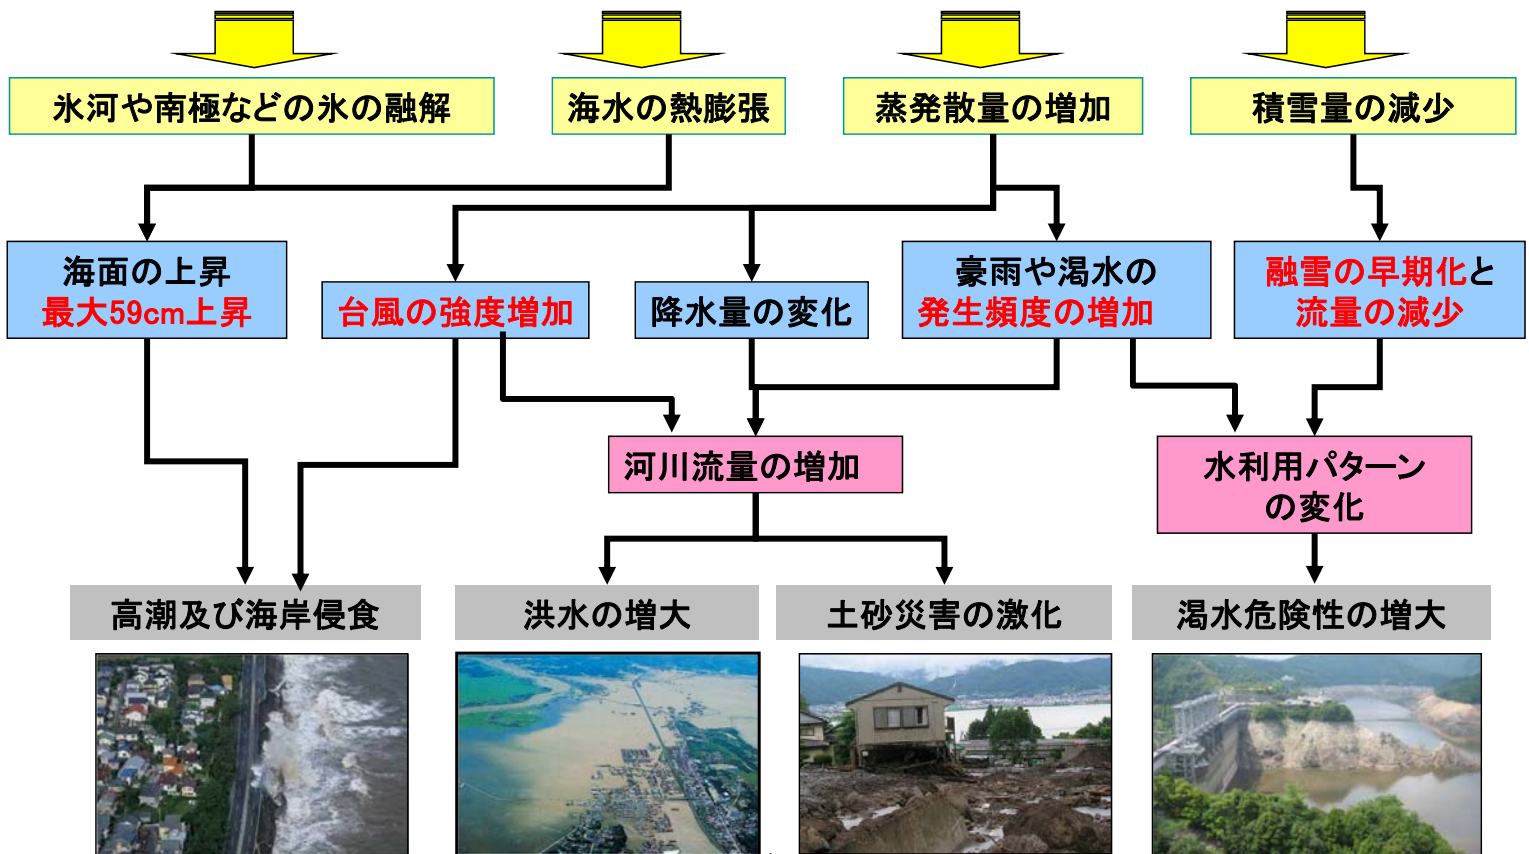 氷河や南極などの氷の融解
海水の熱膨張
蒸発散量の増加
積雪量の減少
海面の上昇
最大59cm上昇
台風の強度増加
降水量の変化
豪雨や渇水の
発生頻度の増加
融雪の早期化と
流量の減少
河川流量の増加
水利用パターン
の変化
高潮及び海岸侵食
洪水の増大
土砂災害の激化
渇水危険性の増大